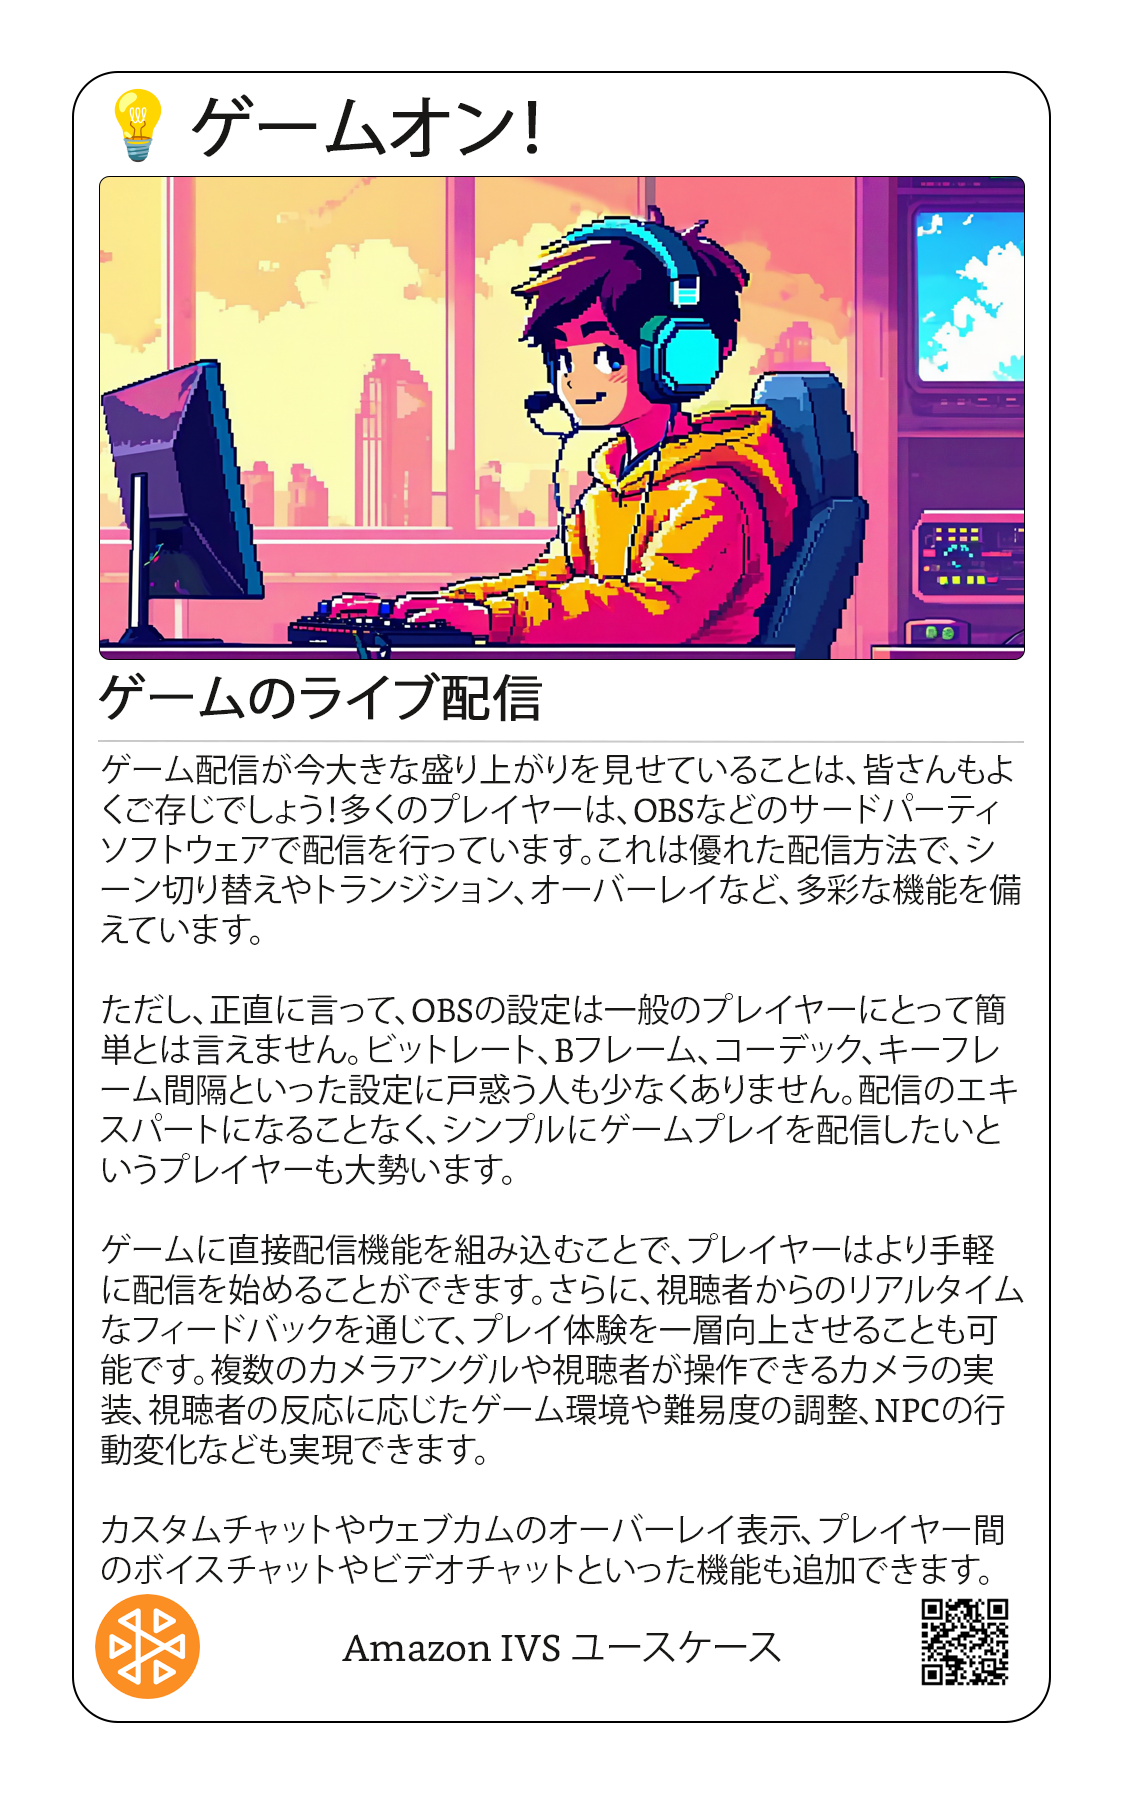 ゲームオン!
ゲームのライブ配信
ゲーム配信が今大きな盛り上がりを見せていることは、皆さんもよ
くご存じでしょう!多くのプレイヤーは、OBSなどのサードパーティ
ソフトウェアで配信を行っています。これは優れた配信方法で、シ
ーン切り替えやトランジション、オーバーレイなど、多彩な機能を備
えています。
ただし、正直に言って、OBSの設定は一般のプレイヤーにとって簡
単とは言えません。ビットレート、Bフレーム、コーデック、キーフレ
ーム間隔といった設定に戸惑う人も少なくありません。配信のエキ
スパートになることなく、シンプルにゲームプレイを配信したいと
いうプレイヤーも大勢います。
ゲームに直接配信機能を組み込むことで、プレイヤーはより手軽
に配信を始めることができます。さらに、視聴者からのリアルタイム
なフィードバックを通じて、プレイ体験を一層向上させることも可
能です。複数のカメラアングルや視聴者が操作できるカメラの実
装、視聴者の反応に応じたゲーム環境や難易度の調整、NPCの行
動変化なども実現できます。
カスタムチャットやウェブカムのオーバーレイ表示、プレイヤー間
のボイスチャットやビデオチャットといった機能も追加できます。
Amazon IVS ユースケース